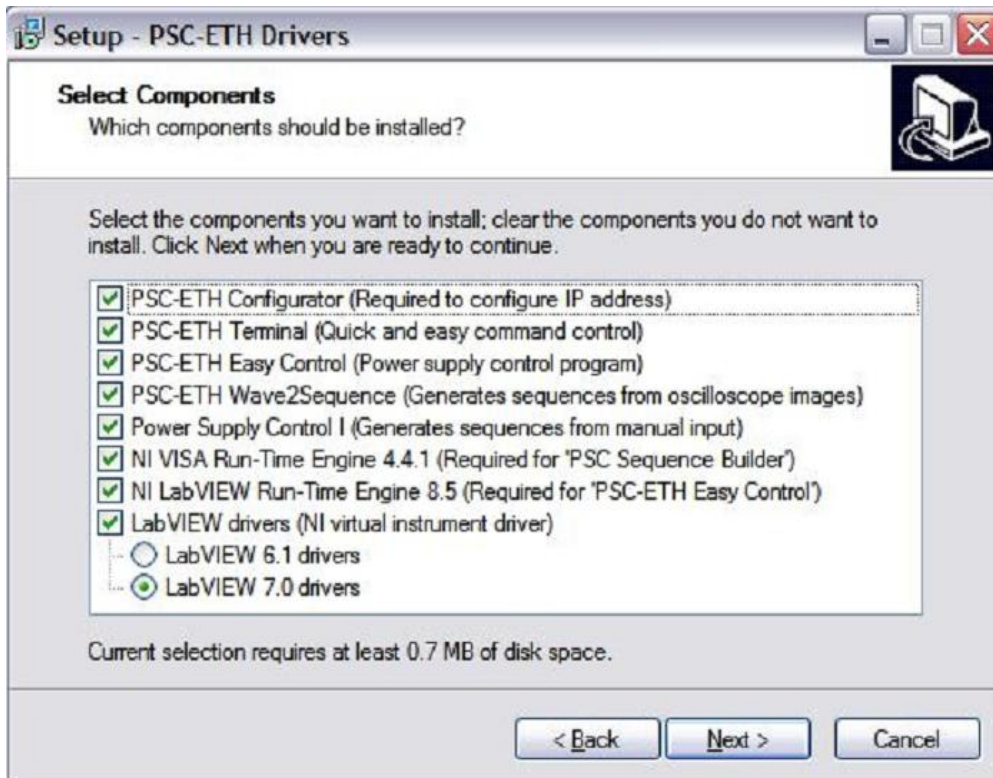 Setup - PSC-ETH Drivers
Select Components
Which components should be installed?
Select the components you want to install; clear the components you do not want to
install. Click Next when you are ready to continue.
PSC-ETH Configurator (Required to configure IP address)
PSC-ETH Terminal (Quick and easy command control)
PSC-ETH Easy Control (Power supply control program)
PSC-ETH Wave2Sequence (Generates sequences from oscilloscope images)
Power Supply Control I (Generates sequences from manual input)
NI VISA Run-Time Engine 4.4.1 (Required for 'PSC Sequence Builder')
NI LabVIEW Run-Time Engine 8.5 (Required for 'PSC-ETH Easy Control')
LabVIEW drivers (NI virtual instrument driver)
LabVIEW 6.1 drivers
LabVIEW 7.0 drivers
Current selection requires at least 0.7 MB of disk space.
< Back Next > Cancel